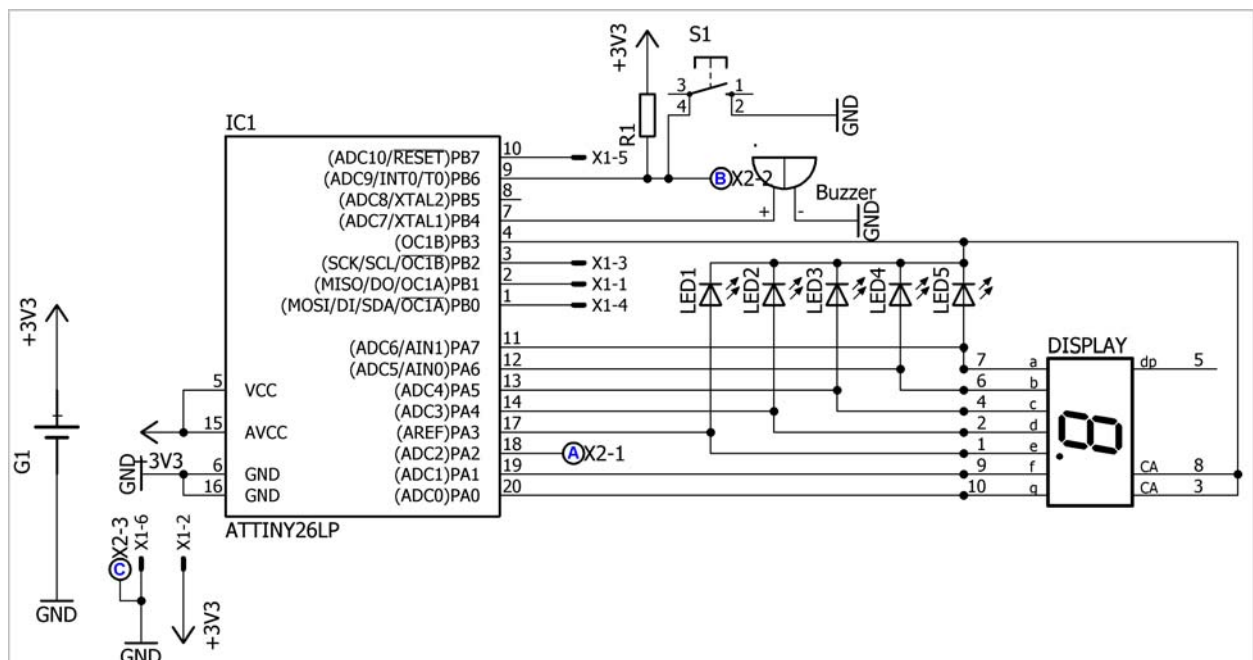 +3V3
S1
3 1
4 2
GND
R1
IC1
(ADC10/RESET)PB7 10 X1-5
(ADC9/INT0/T0)PB6 9 B X2-2
(ADC8/XTAL2)PB5 8
(ADC7/XTAL1)PB4 7
Buzzer
+ -
GND
(OC1B)PB3 4
(SCK/SCL/OC1B)PB2 3 X1-3
(MISO/DO/OC1A)PB1 2 X1-1
(MOSI/DI/SDA/OC1A)PB0 1 X1-4
LED1 LED2 LED3 LED4 LED5
(ADC6/AIN1)PA7 11
(ADC5/AIN0)PA6 12
(ADC4)PA5 13
(ADC3)PA4 14
(AREF)PA3 17
(ADC2)PA2 18 A X2-1
(ADC1)PA1 19
(ADC0)PA0 20
5 VCC
15 AVCC
+3V3
6 GND
16 GND
GND
ATTINY26LP
DISPLAY
7 a dp 5
6 b
4 c
2 d
1 e
9 f CA 8
10 g CA 3
+3V3
+
G1
GND
C X2-3
X1-6
X1-2
GND
+3V3